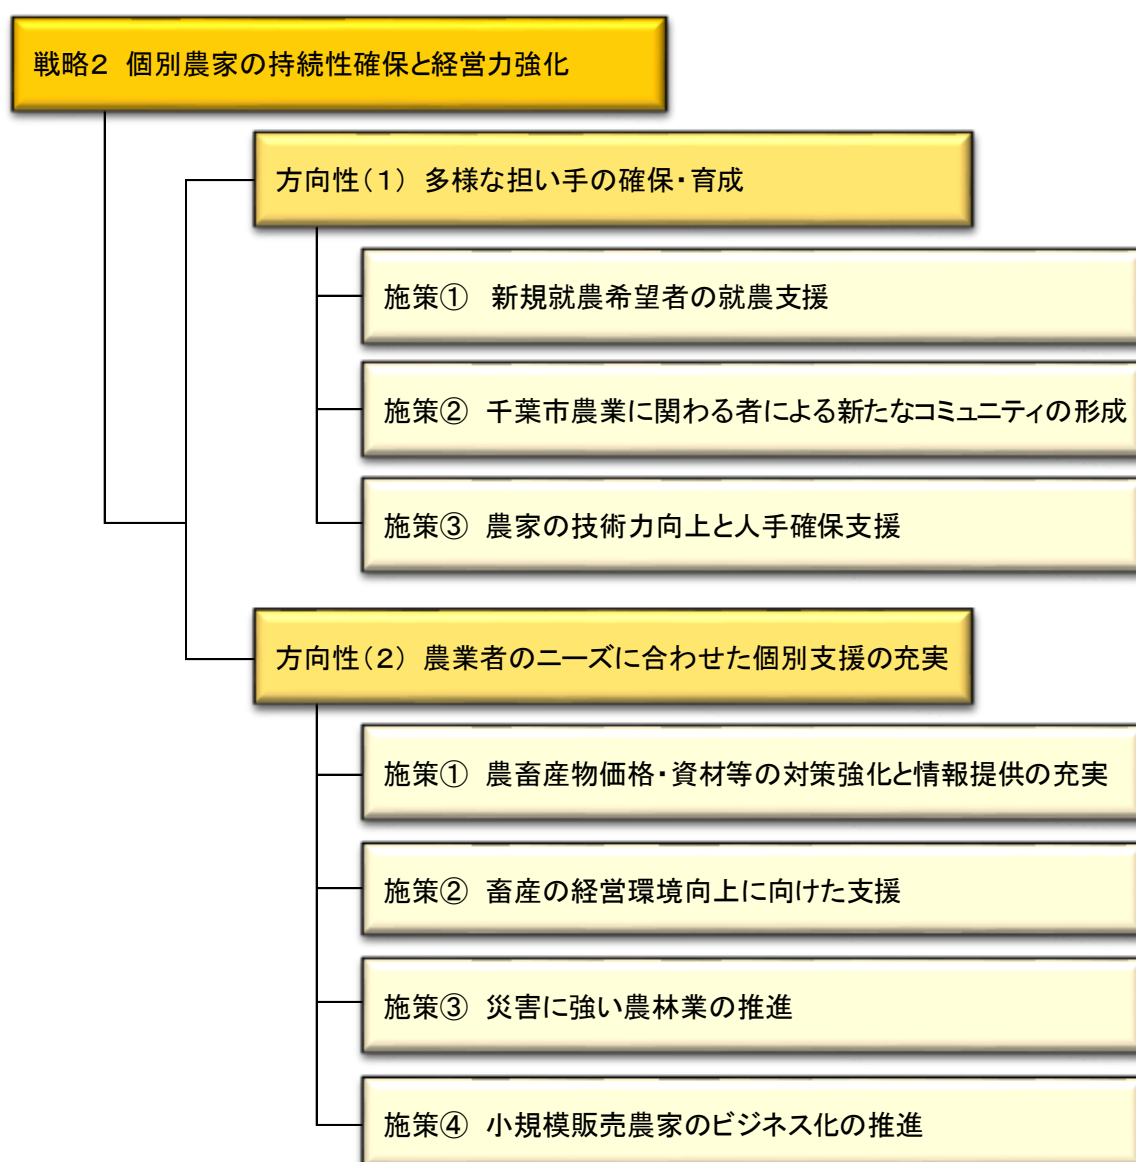 戦略２ 個別農家の持続性確保と経営力強化
方向性（１） 多様な担い手の確保・育成
施策① 新規就農希望者の就農支援
施策② 千葉市農業に関わる者による新たなコミュニティの形成
施策③ 農家の技術力向上と人手確保支援
方向性（２） 農業者のニーズに合わせた個別支援の充実
施策① 農畜産物価格・資材等の対策強化と情報提供の充実
施策② 畜産の経営環境向上に向けた支援
施策③ 災害に強い農林業の推進
施策④ 小規模販売農家のビジネス化の推進